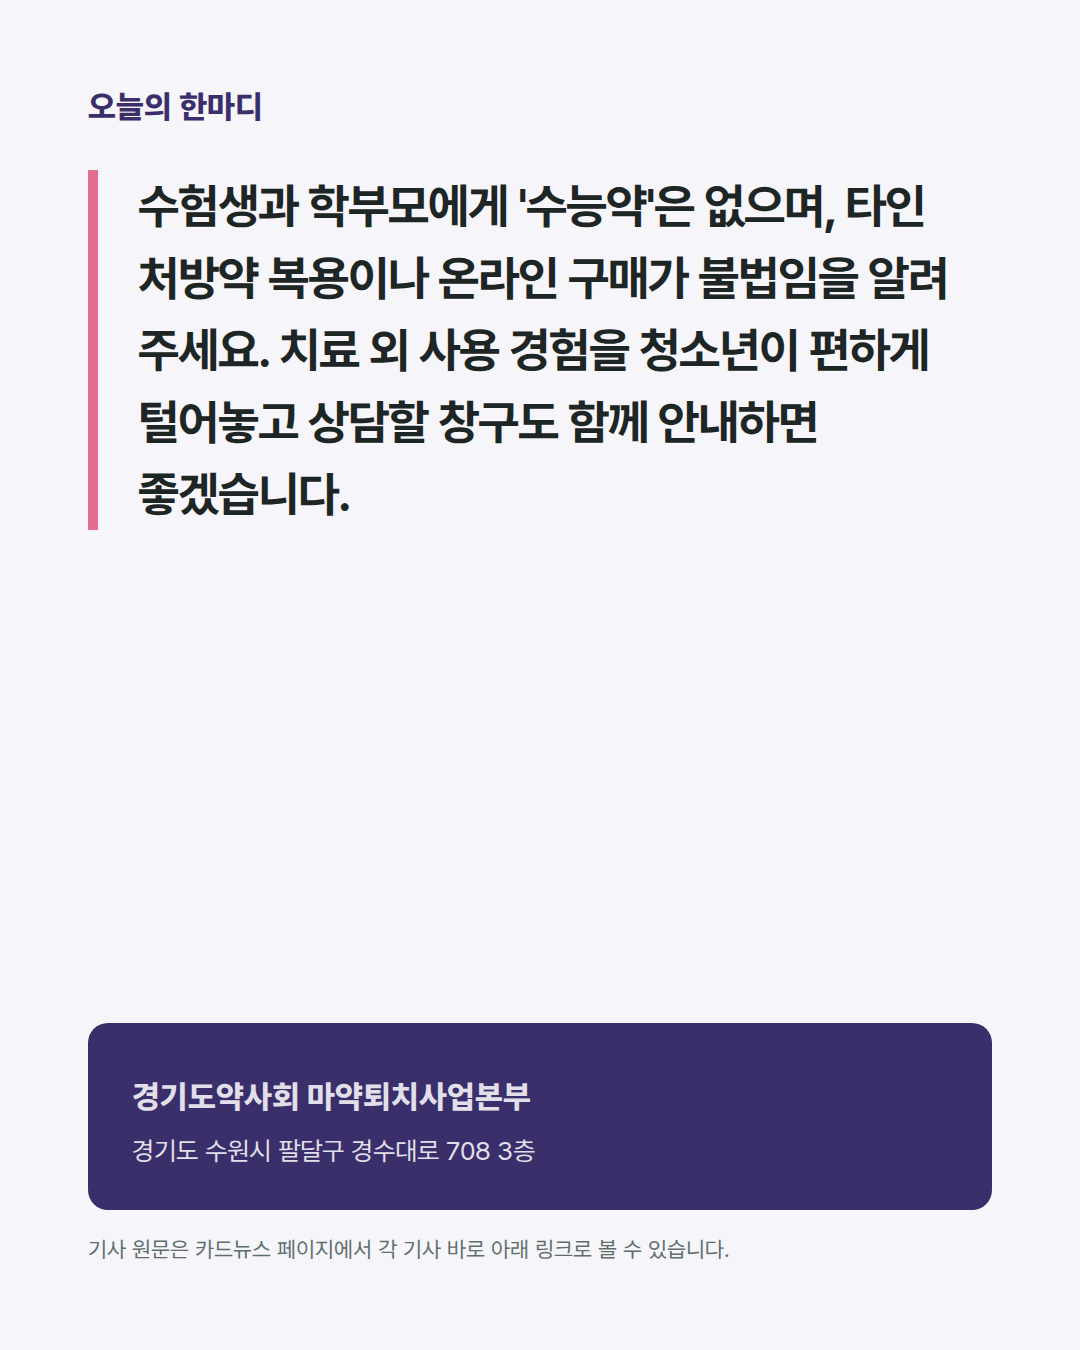 오늘의 한마디
수험생과 학부모에게 '수능약'은 없으며, 타인
처방약 복용이나 온라인 구매가 불법임을 알려
주세요. 치료 외 사용 경험을 청소년이 편하게
털어놓고 상담할 창구도 함께 안내하면
좋겠습니다.
경기도약사회 마약퇴치사업본부
경기도 수원시 팔달구 경수대로 708 3층
기사 원문은 카드뉴스 페이지에서 각 기사 바로 아래 링크로 볼 수 있습니다.